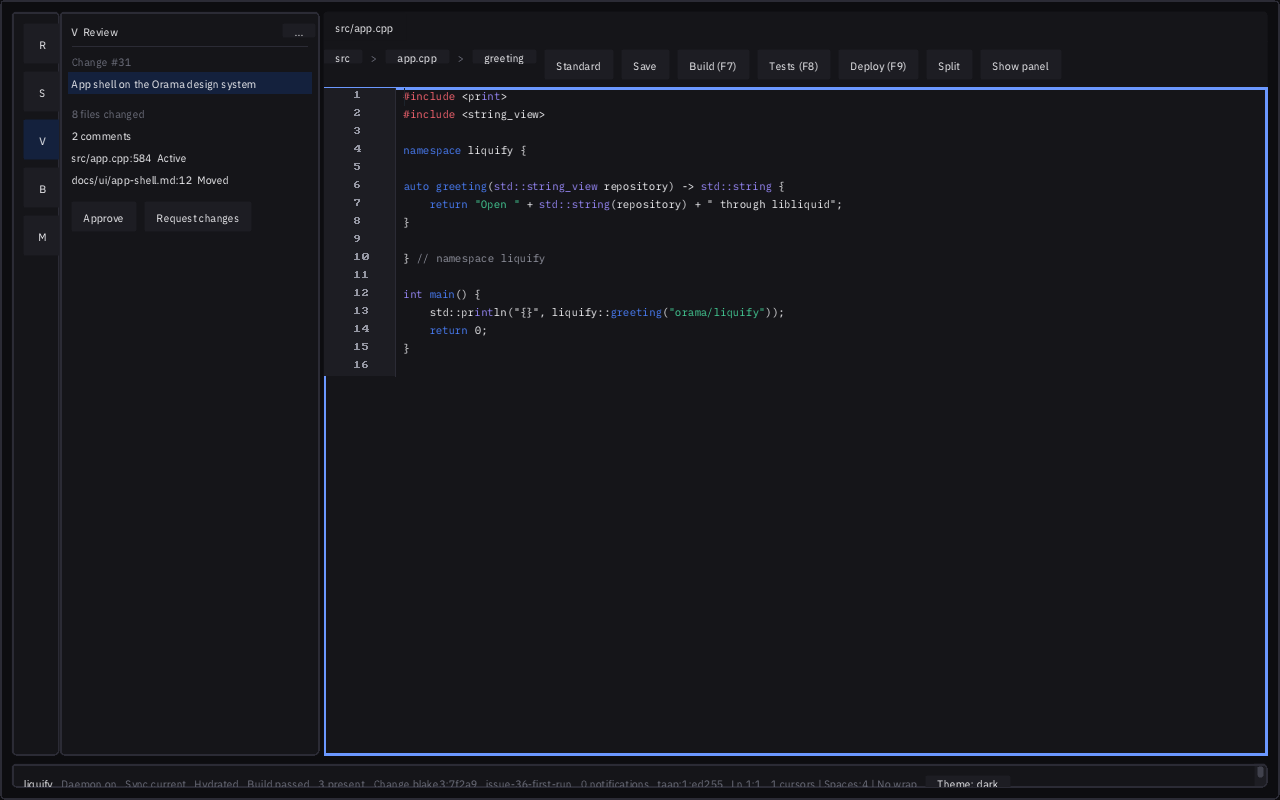 R
S
V
B
M
V Review ...
Change #31
App shell on the Orama design system
8 files changed
2 comments
src/app.cpp:584 Active
docs/ui/app-shell.md:12 Moved
Approve Request changes
src/app.cpp
src > app.cpp > greeting Standard Save Build (F7) Tests (F8) Deploy (F9) Split Show panel
1 #include <print>
2 #include <string_view>
3
4 namespace liquify {
5
6 auto greeting(std::string_view repository) -> std::string {
7     return "Open " + std::string(repository) + " through libliquid";
8 }
9
10 } // namespace liquify
11
12 int main() {
13     std::println("{}", liquify::greeting("orama/liquify"));
14     return 0;
15 }
16
liquify Daemon on Sync current Hydrated Build passed 3 present Change blake3:7f2a9 issue-36-first-run 0 notifications taap:1:ed255 Ln 1:1 1 cursors | Spaces:4 | No wrap Theme: dark